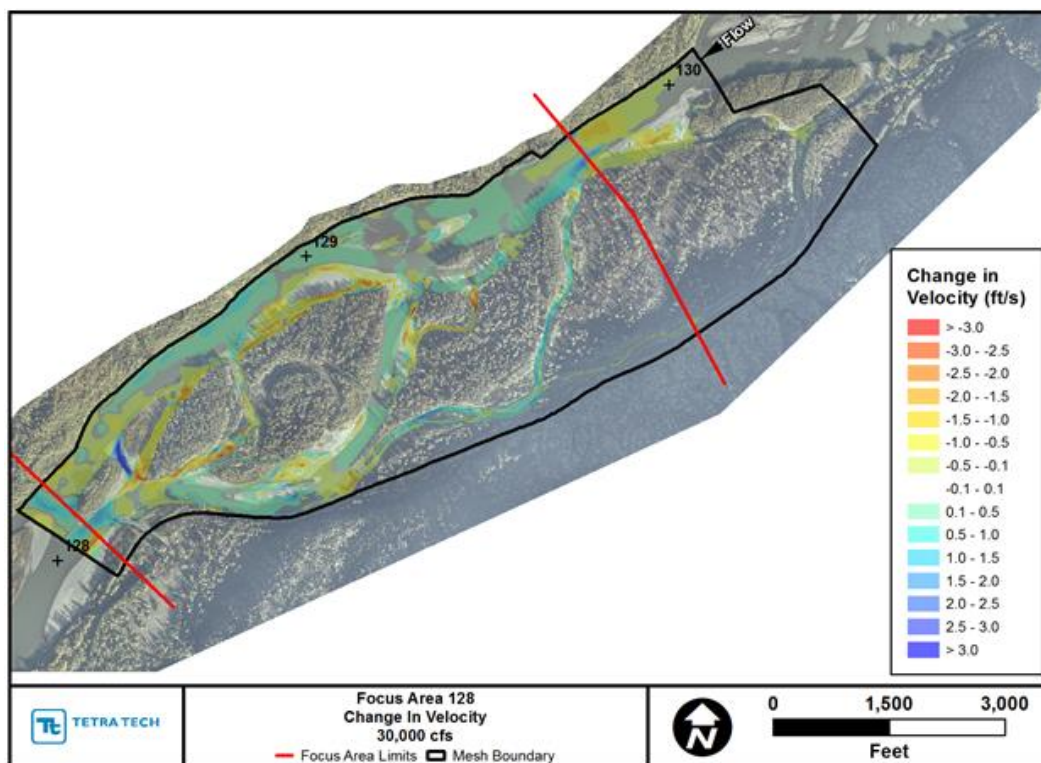 Flow
130
129
128
Change in
Velocity (ft/s)
> -3.0
-3.0 - -2.5
-2.5 - -2.0
-2.0 - -1.5
-1.5 - -1.0
-1.0 - -0.5
-0.5 - -0.1
-0.1 - 0.1
0.1 - 0.5
0.5 - 1.0
1.0 - 1.5
1.5 - 2.0
2.0 - 2.5
2.5 - 3.0
> 3.0
Tt TETRA TECH
Focus Area 128
Change In Velocity
30,000 cfs
Focus Area Limits Mesh Boundary
N
0 1,500 3,000
Feet